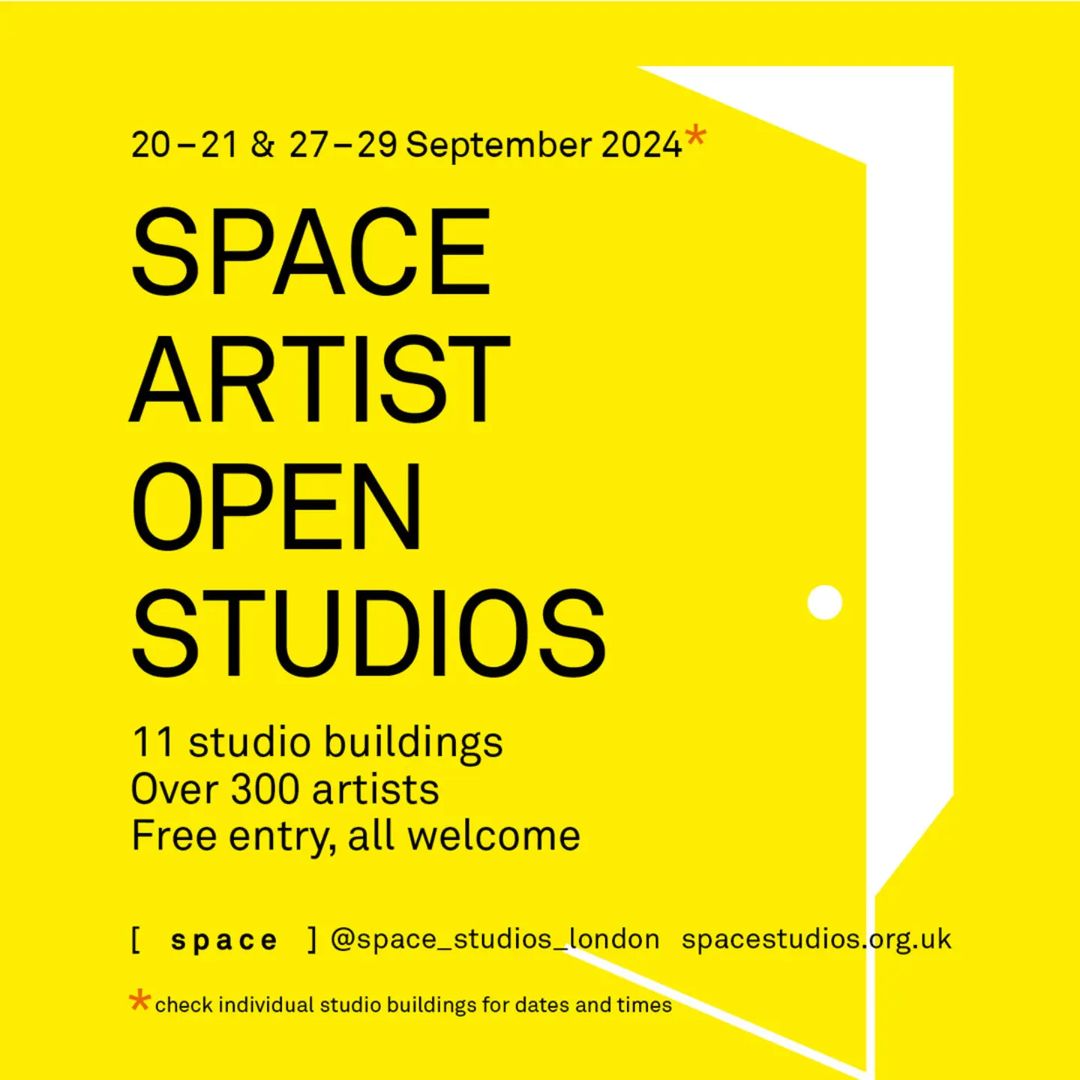 20–21 & 27–29 September 2024*
SPACE
ARTIST
OPEN
STUDIOS
11 studio buildings
Over 300 artists
Free entry, all welcome
[ space ] @space_studios_london spacestudios.org.uk
*check individual studio buildings for dates and times